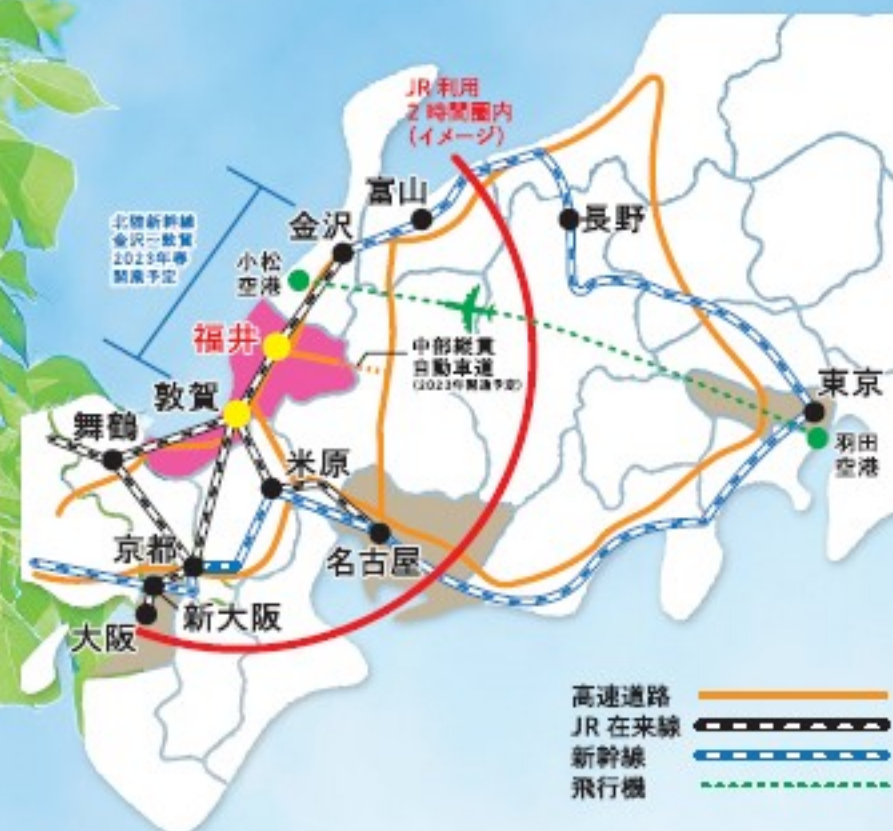 JR 利用
2 時間圏内
(イメージ)
富山
金沢
長野
北陸新幹線
金沢~敦賀
2023年春
開業予定
小松
空港
福井
中部縦貫
自動車道
(2023年開通予定)
東京
敦賀
羽田
空港
舞鶴
米原
京都
名古屋
新大阪
大阪
高速道路
JR 在来線
新幹線
飛行機